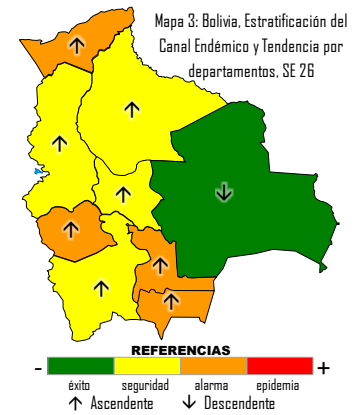 Mapa 3: Bolivia, Estratificación del
Canal Endémico y Tendencia por
departamentos, SE 26
REFERENCIAS
- +
éxito seguridad alarma epidemia
↑ Ascendente ↓ Descendente